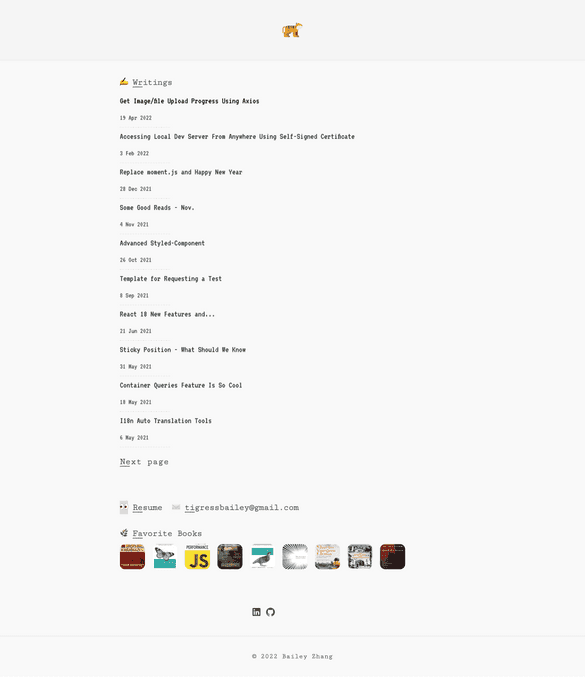 Writings
Get Image/file Upload Progress Using Axios
19 Apr 2022
Accessing Local Dev Server From Anywhere Using Self-Signed Certificate
3 Feb 2022
Replace moment.js and Happy New Year
28 Dec 2021
Some Good Reads - Nov.
4 Nov 2021
Advanced Styled-Component
26 Oct 2021
Template for Requesting a Test
8 Sep 2021
React 18 New Features and...
21 Jun 2021
Sticky Position - What Should We Know
31 May 2021
Container Queries Feature Is So Cool
19 May 2021
I18n Auto Translation Tools
6 May 2021
Next page
Resume tigressbailey@gmail.com
Favorite Books
PERFORMANCE
JS
© 2022 Bailey Zhang